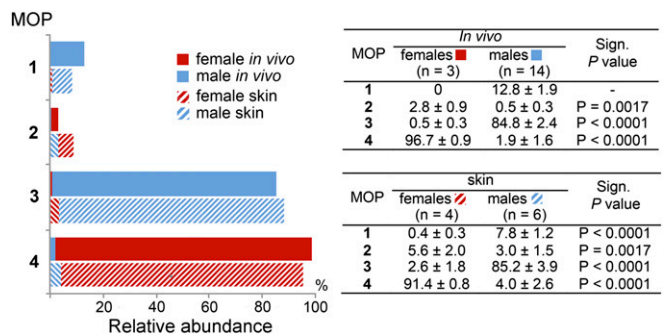 MOP
1
2
3
4
0 20 40 60 80 100 %
Relative abundance
female in vivo
male in vivo
female skin
male skin
In vivo
MOP females males Sign. P value
(n = 3) (n = 14)
1 0 12.8 ± 1.9 -
2 2.8 ± 0.9 0.5 ± 0.3 P = 0.0017
3 0.5 ± 0.3 84.8 ± 2.4 P < 0.0001
4 96.7 ± 0.9 1.9 ± 1.6 P < 0.0001
skin
MOP females males Sign. P value
(n = 4) (n = 6)
1 0.4 ± 0.3 7.8 ± 1.2 P < 0.0001
2 5.6 ± 2.0 3.0 ± 1.5 P = 0.0017
3 2.6 ± 1.8 85.2 ± 3.9 P < 0.0001
4 91.4 ± 0.8 4.0 ± 2.6 P < 0.0001